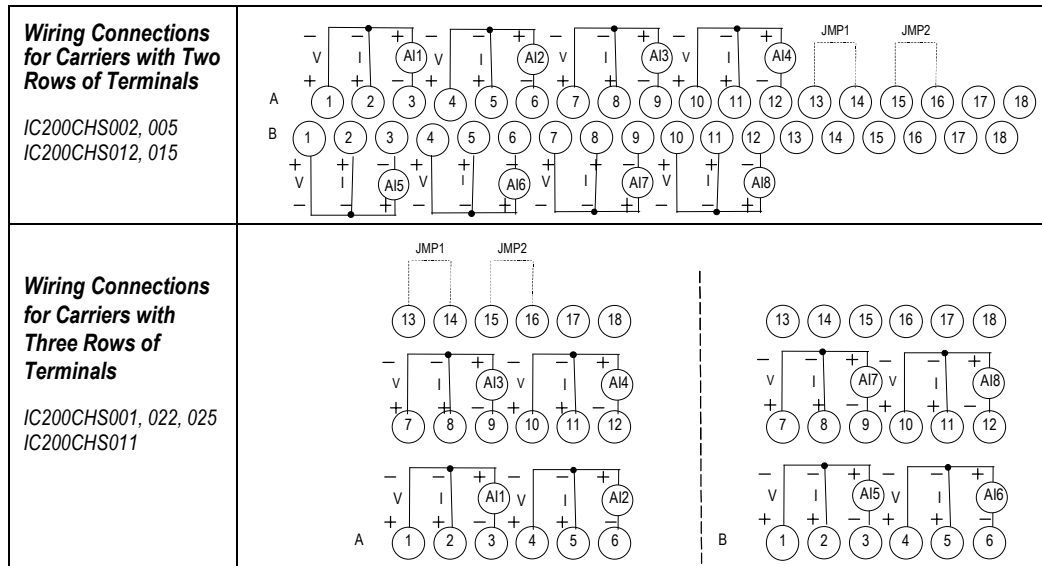 Wiring Connections
for Carriers with Two
Rows of Terminals
IC200CHS002, 005
IC200CHS012, 015
JMP1 JMP2
− − + − − + − − + − − +
V I AI1 V I AI2 V I AI3 V I AI4
+ + − + + − + + − + + −
A 1 2 3 4 5 6 7 8 9 10 11 12 13 14 15 16 17 18
B 1 2 3 4 5 6 7 8 9 10 11 12 13 14 15 16 17 18
+ + − + + − + + − + + −
V I AI5 V I AI6 V I AI7 V I AI8
− − + − − + − − + − − +
Wiring Connections
for Carriers with
Three Rows of
Terminals
IC200CHS001, 022, 025
IC200CHS011
JMP1 JMP2
13 14 15 16 17 18
− − + − − +
V I AI3 V I AI4
+ + − + + −
7 8 9 10 11 12
− − + − − +
V I AI1 V I AI2
+ + − + + −
A 1 2 3 4 5 6
13 14 15 16 17 18
− − + − − +
V I AI7 V I AI8
+ + − + + −
7 8 9 10 11 12
− − + − − +
V I AI5 V I AI6
+ + − + + −
B 1 2 3 4 5 6